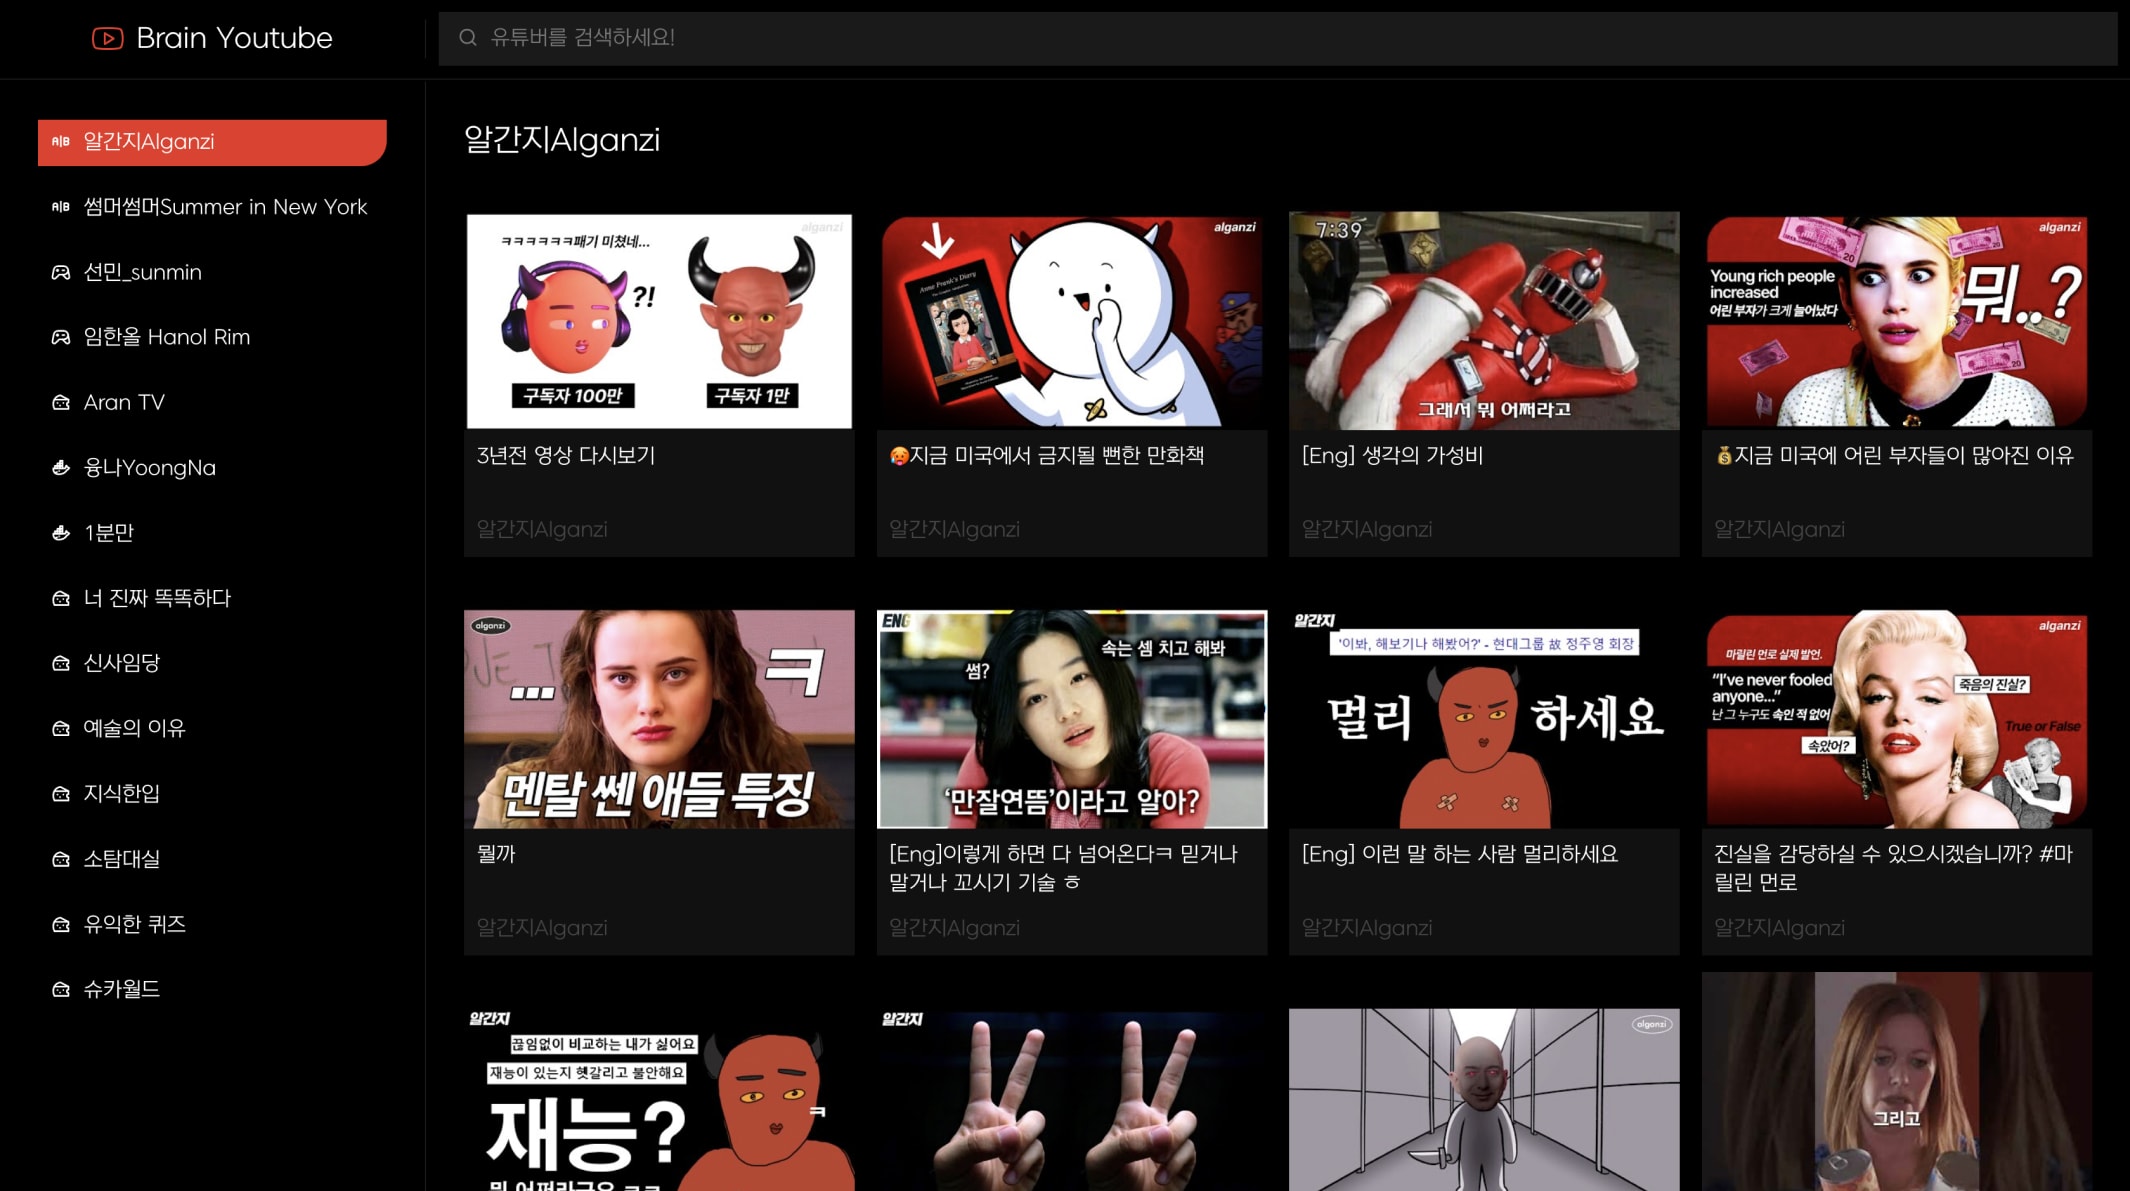 Brain Youtube
유튜버를 검색하세요!
알간지Alganzi
썸머썸머Summer in New York
선민_sunmin
임한올 Hanol Rim
Aran TV
융나YoongNa
1분만
너 진짜 똑똑하다
신사임당
예술의 이유
지식한입
소탐대실
유익한 퀴즈
슈카월드
알간지Alganzi
alganzi
ㅋㅋㅋㅋㅋㅋ패기 미쳤네...
?!
구독자 100만
구독자 1만
3년전 영상 다시보기
알간지Alganzi
alganzi
Anne Frank's Diary
🥵지금 미국에서 금지될 뻔한 만화책
알간지Alganzi
7:39
그래서 뭐 어쩌라고
[Eng] 생각의 가성비
알간지Alganzi
alganzi
Young rich people
increased
어린 부자가 크게 늘어났다
뭐..?
💰지금 미국에 어린 부자들이 많아진 이유
알간지Alganzi
alganzi
...
ㅋ
멘탈 쎈 애들 특징
뭘까
알간지Alganzi
ENG
속는 셈 치고 해봐
썸?
'만잘연뜸'이라고 알아?
[Eng]이렇게 하면 다 넘어온다ㅋ 믿거나
말거나 꼬시기 기술 ㅎ
알간지Alganzi
알간지
'이봐, 해보기나 해봤어?' - 현대그룹 故 정주영 회장
멀리 하세요
[Eng] 이런 말 하는 사람 멀리하세요
알간지Alganzi
alganzi
마릴린 먼로 실제 발언.
"I've never fooled
anyone..."
난 그 누구도 속인 적 없어
죽음의 진실?
True or False
속았어?
진실을 감당하실 수 있으시겠습니까? #마
릴린 먼로
알간지Alganzi
알간지
끊임없이 비교하는 내가 싫어요
재능이 있는지 헷갈리고 불안해요
재능?
ㅋ
알간지
alganzi
그리고